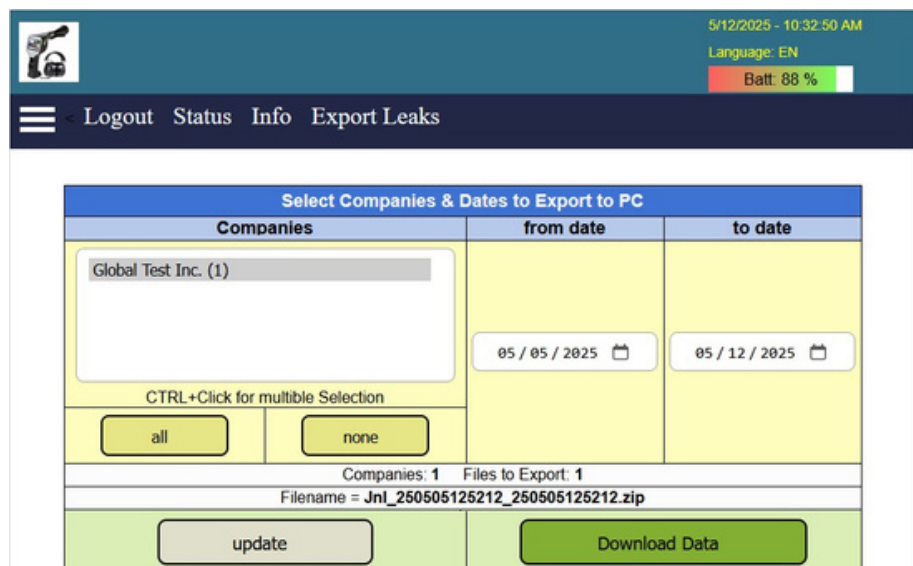 5/12/2025 - 10:32:50 AM
Language: EN
Batt: 88 %
< Logout Status Info Export Leaks
Select Companies & Dates to Export to PC
Companies from date to date
Global Test Inc. (1)
05/05/2025 05/12/2025
CTRL+Click for multible Selection
all none
Companies: 1 Files to Export: 1
Filename = Jnl_250505125212_250505125212.zip
update Download Data